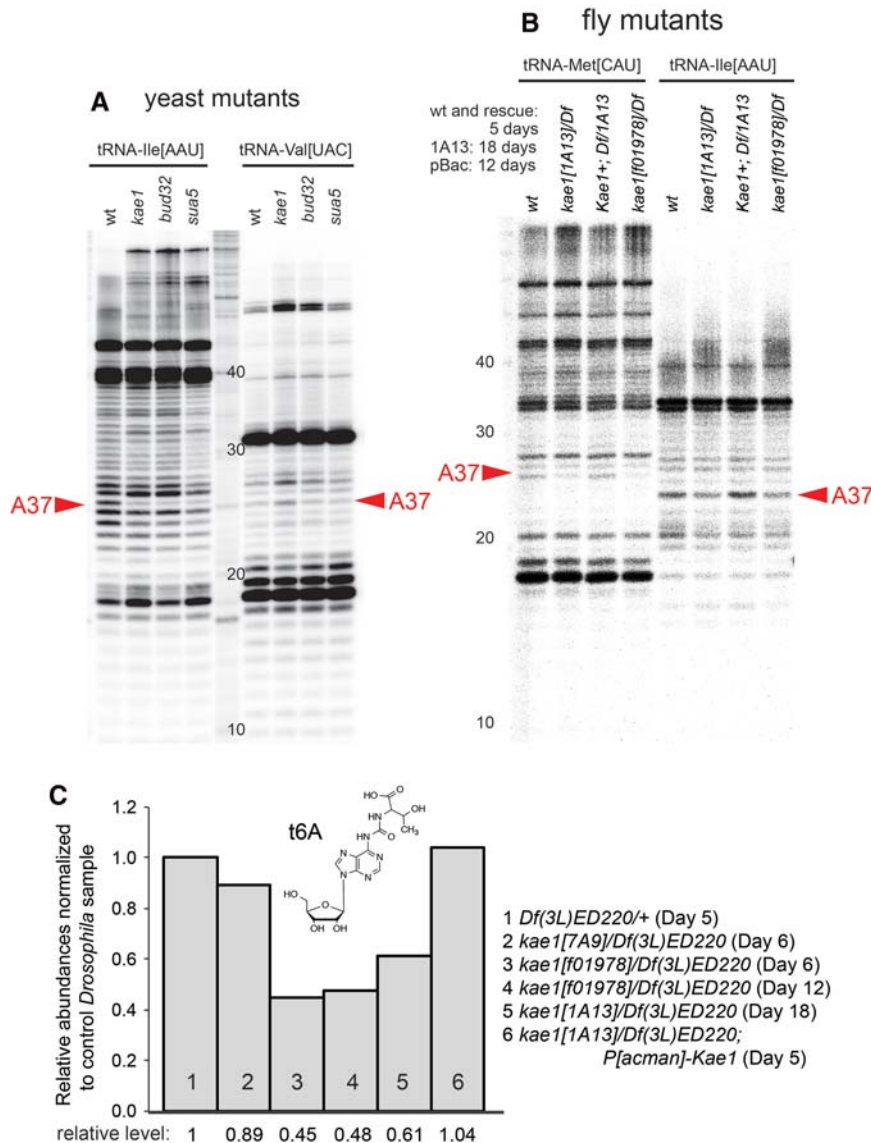 A yeast mutants
tRNA-Ile[AAU] tRNA-Val[UAC]
wt kae1 bud32 sua5 wt kae1 bud32 sua5
40
30
20
10
A37
A37
B fly mutants
tRNA-Met[CAU] tRNA-Ile[AAU]
wt and rescue:
5 days
1A13: 18 days
pBac: 12 days
wt kae1[1A13]/Df Kae1+; Df/1A13 kae1[f01978]/Df wt kae1[1A13]/Df Kae1+; Df/1A13 kae1[f01978]/Df
40
30
20
10
A37
A37
C
Relative abundances normalized
to control Drosophila sample
1.2
1.0
0.8
0.6
0.4
0.2
0.0
t6A
HO O
OH
HN CH3
NH O
N N
N N
HO O
OH OH
1 2 3 4 5 6
relative level: 1 0.89 0.45 0.48 0.61 1.04
1 Df(3L)ED220/+ (Day 5)
2 kae1[7A9]/Df(3L)ED220 (Day 6)
3 kae1[f01978]/Df(3L)ED220 (Day 6)
4 kae1[f01978]/Df(3L)ED220 (Day 12)
5 kae1[1A13]/Df(3L)ED220 (Day 18)
6 kae1[1A13]/Df(3L)ED220;
P[acman]-Kae1 (Day 5)